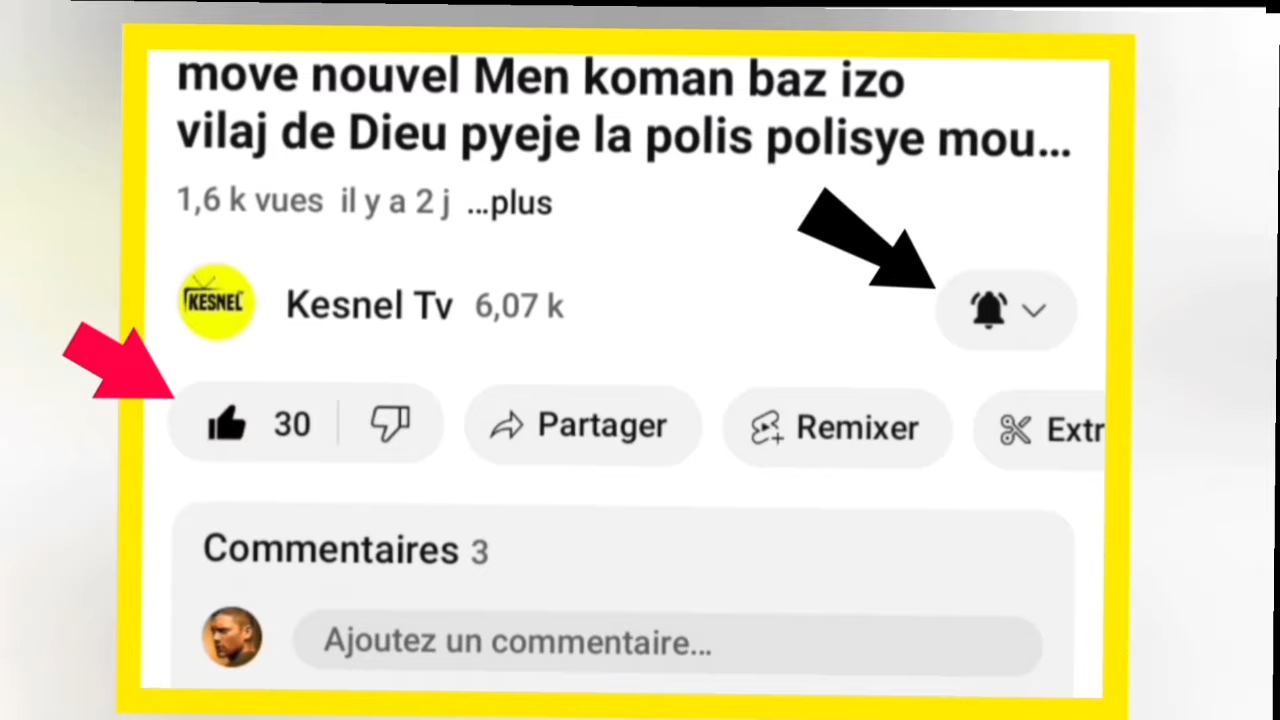 move nouvel Men koman baz izo
vilaj de Dieu pyeje la polis polisye mou...
1,6 k vues il y a 2 j ...plus
KESNEL
Kesnel Tv 6,07 k
30
Partager
Remixer
Extr
Commentaires 3
Ajoutez un commentaire...